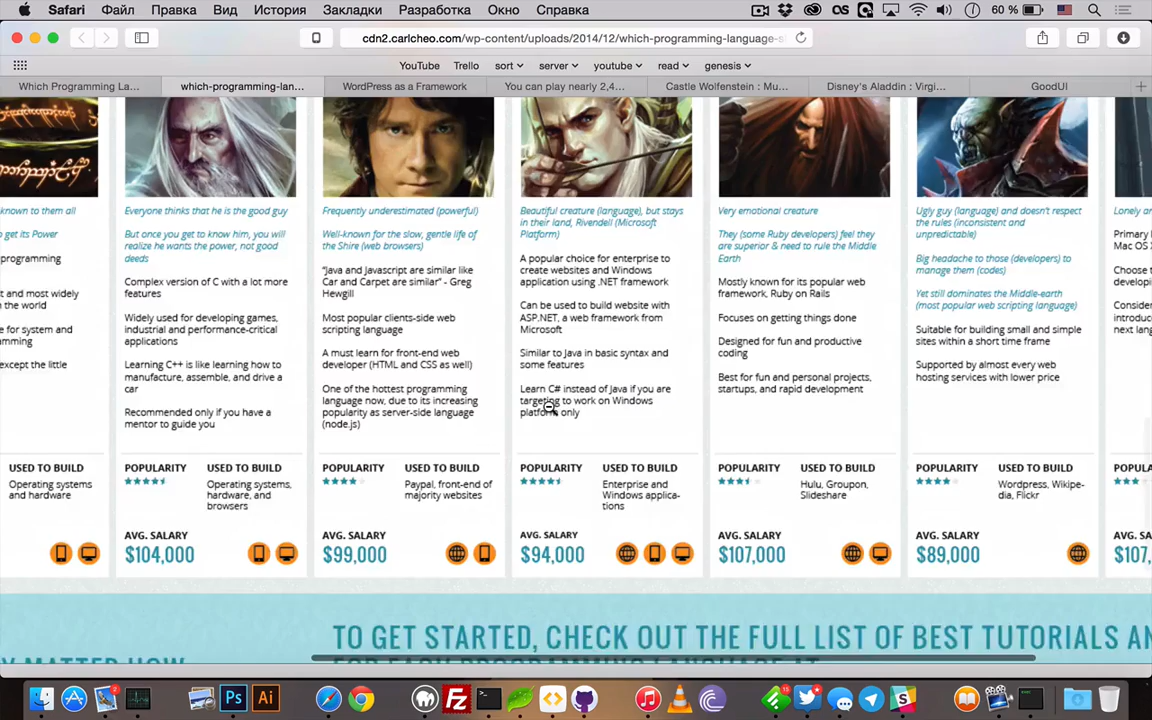 Safari Файл Правка Вид История Закладки Разработка Окно Справка 60 %
cdn2.carlcheo.com/wp-content/uploads/2014/12/which-programming-language-s
YouTube Trello sort server youtube read genesis
Which Programming La... which-programming-lan... WordPress as a Framework You can play nearly 2,4... Castle Wolfenstein : Mu... Disney's Aladdin : Virgi... GoodUI
known to them all
to get its Power
programming
st and most widely
n the world
e for system and
mming
except the little
USED TO BUILD
Operating systems
and hardware
Everyone thinks that he is the good guy
But once you get to know him, you will
realize he wants the power, not good
deeds
Complex version of C with a lot more
features
Widely used for developing games,
industrial and performance-critical
applications
Learning C++ is like learning how to
manufacture, assemble, and drive a
car
Recommended only if you have a
mentor to guide you
POPULARITY
USED TO BUILD
Operating systems,
hardware, and
browsers
AVG. SALARY
$104,000
Frequently underestimated (powerful)
Well-known for the slow, gentle life of
the Shire (web browsers)
"Java and Javascript are similar like
Car and Carpet are similar" - Greg
Hewgill
Most popular clients-side web
scripting language
A must learn for front-end web
developer (HTML and CSS as well)
One of the hottest programming
language now, due to its increasing
popularity as server-side language
(node.js)
POPULARITY
USED TO BUILD
Paypal, front-end of
majority websites
AVG. SALARY
$99,000
Beautiful creature (language), but stays
in their land, Rivendell (Microsoft
Platform)
A popular choice for enterprise to
create websites and Windows
application using .NET framework
Can be used to build website with
ASP.NET, a web framework from
Microsoft
Similar to Java in basic syntax and
some features
Learn C# instead of Java if you are
targeting to work on Windows
platform only
POPULARITY
USED TO BUILD
Enterprise and
Windows applica-
tions
AVG. SALARY
$94,000
Very emotional creature
They (some Ruby developers) feel they
are superior & need to rule the Middle
Earth
Mostly known for its popular web
framework, Ruby on Rails
Focuses on getting things done
Designed for fun and productive
coding
Best for fun and personal projects,
startups, and rapid development
POPULARITY
USED TO BUILD
Hulu, Groupon,
Slideshare
AVG. SALARY
$107,000
Ugly guy (language) and doesn't respect
the rules (inconsistent and
unpredictable)
Big headache to those (developers) to
manage them (codes)
Yet still dominates the Middle-earth
(most popular web scripting language)
Suitable for building small and simple
sites within a short time frame
Supported by almost every web
hosting services with lower price
POPULARITY
USED TO BUILD
Wordpress, Wikipe-
dia, Flickr
AVG. SALARY
$89,000
Lonely a
Primary l
Mac OS X
Choose t
Consider
introduce
next lang
POPULA
AVG. SA
$107,
TO GET STARTED, CHECK OUT THE FULL LIST OF BEST TUTORIALS AN